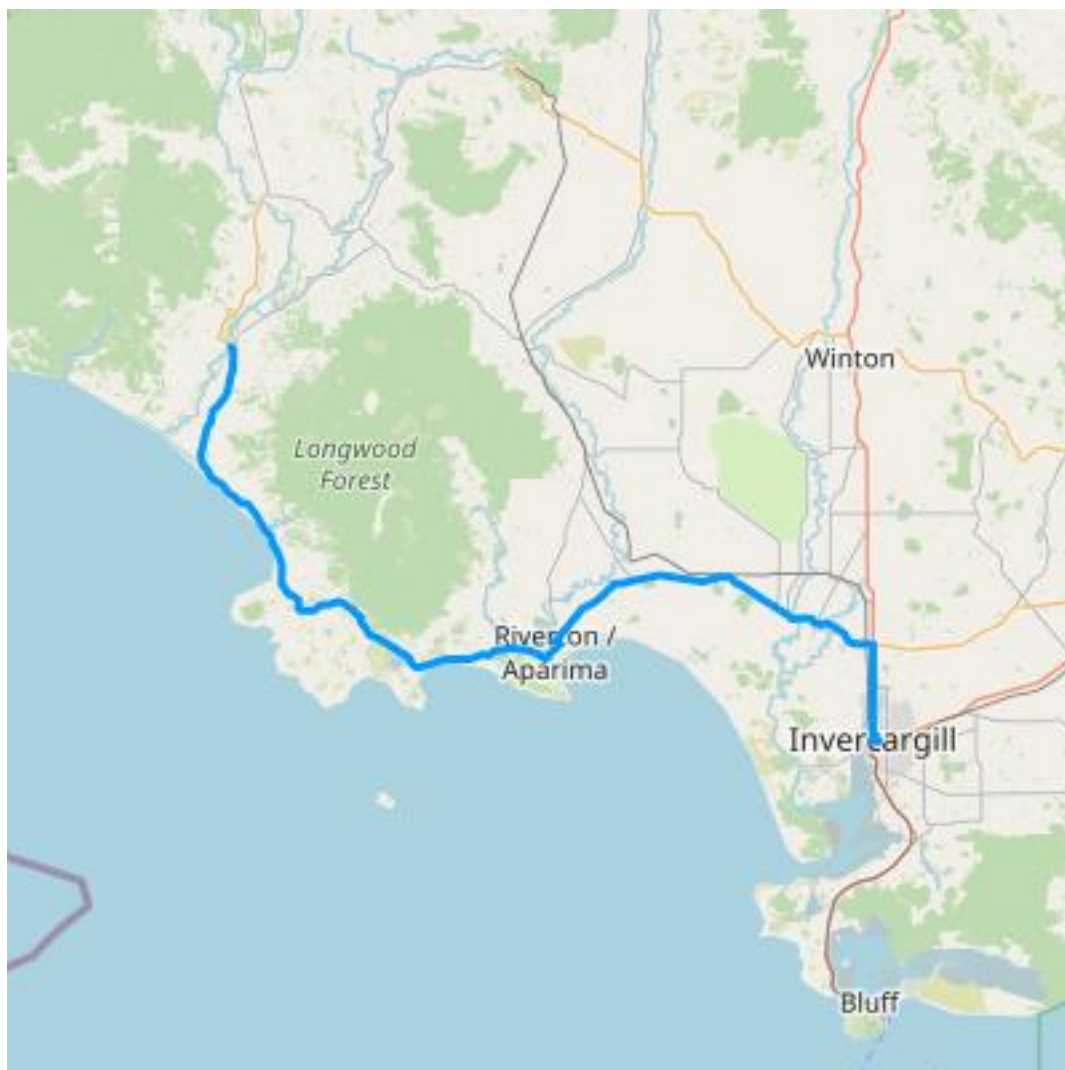 Winton
Longwood
Forest
Riverton /
Aparima
Invercargill
Bluff